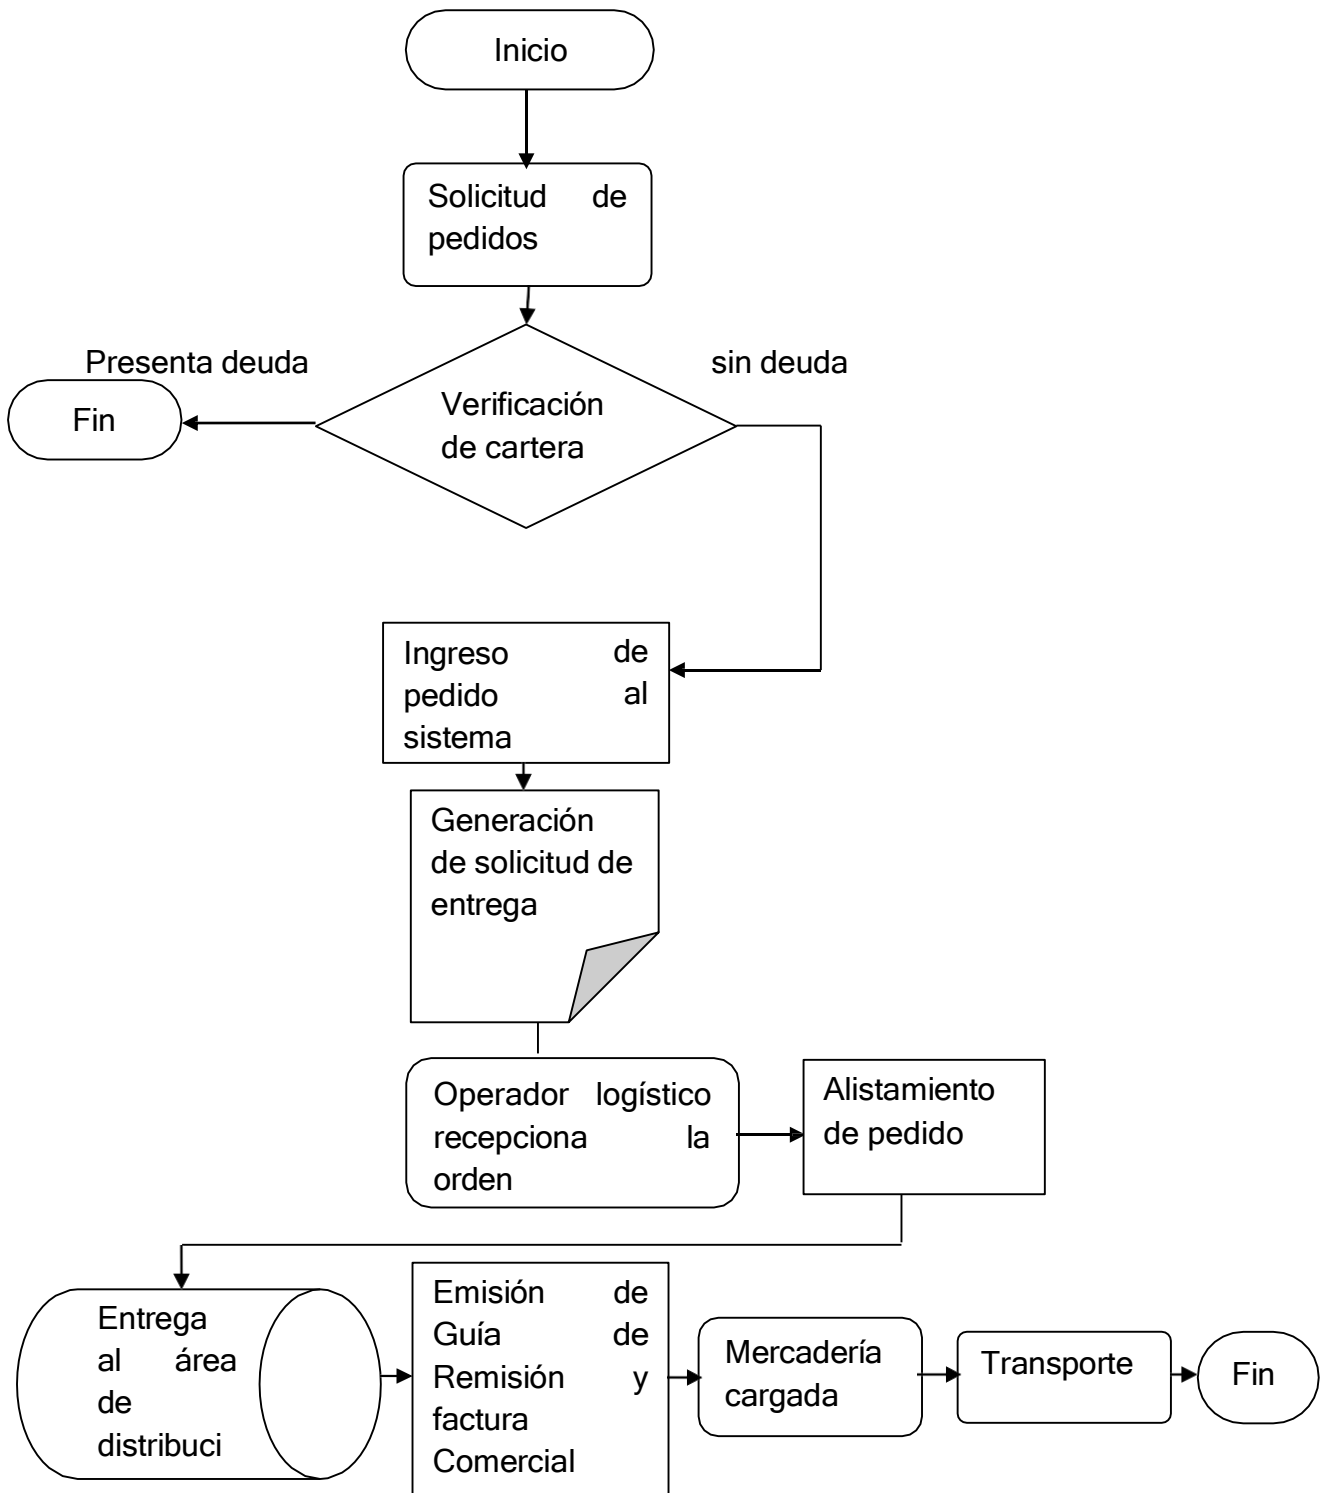 Inicio
Solicitud de
pedidos
Presenta deuda
sin deuda
Fin
Verificación
de cartera
Ingreso de
pedido al
sistema
Generación
de solicitud de
entrega
Operador logístico
recepciona la
orden
Alistamiento
de pedido
Entrega
al área
de
distribuci
Emisión de
Guía de
Remisión y
factura
Comercial
Mercadería
cargada
Transporte
Fin